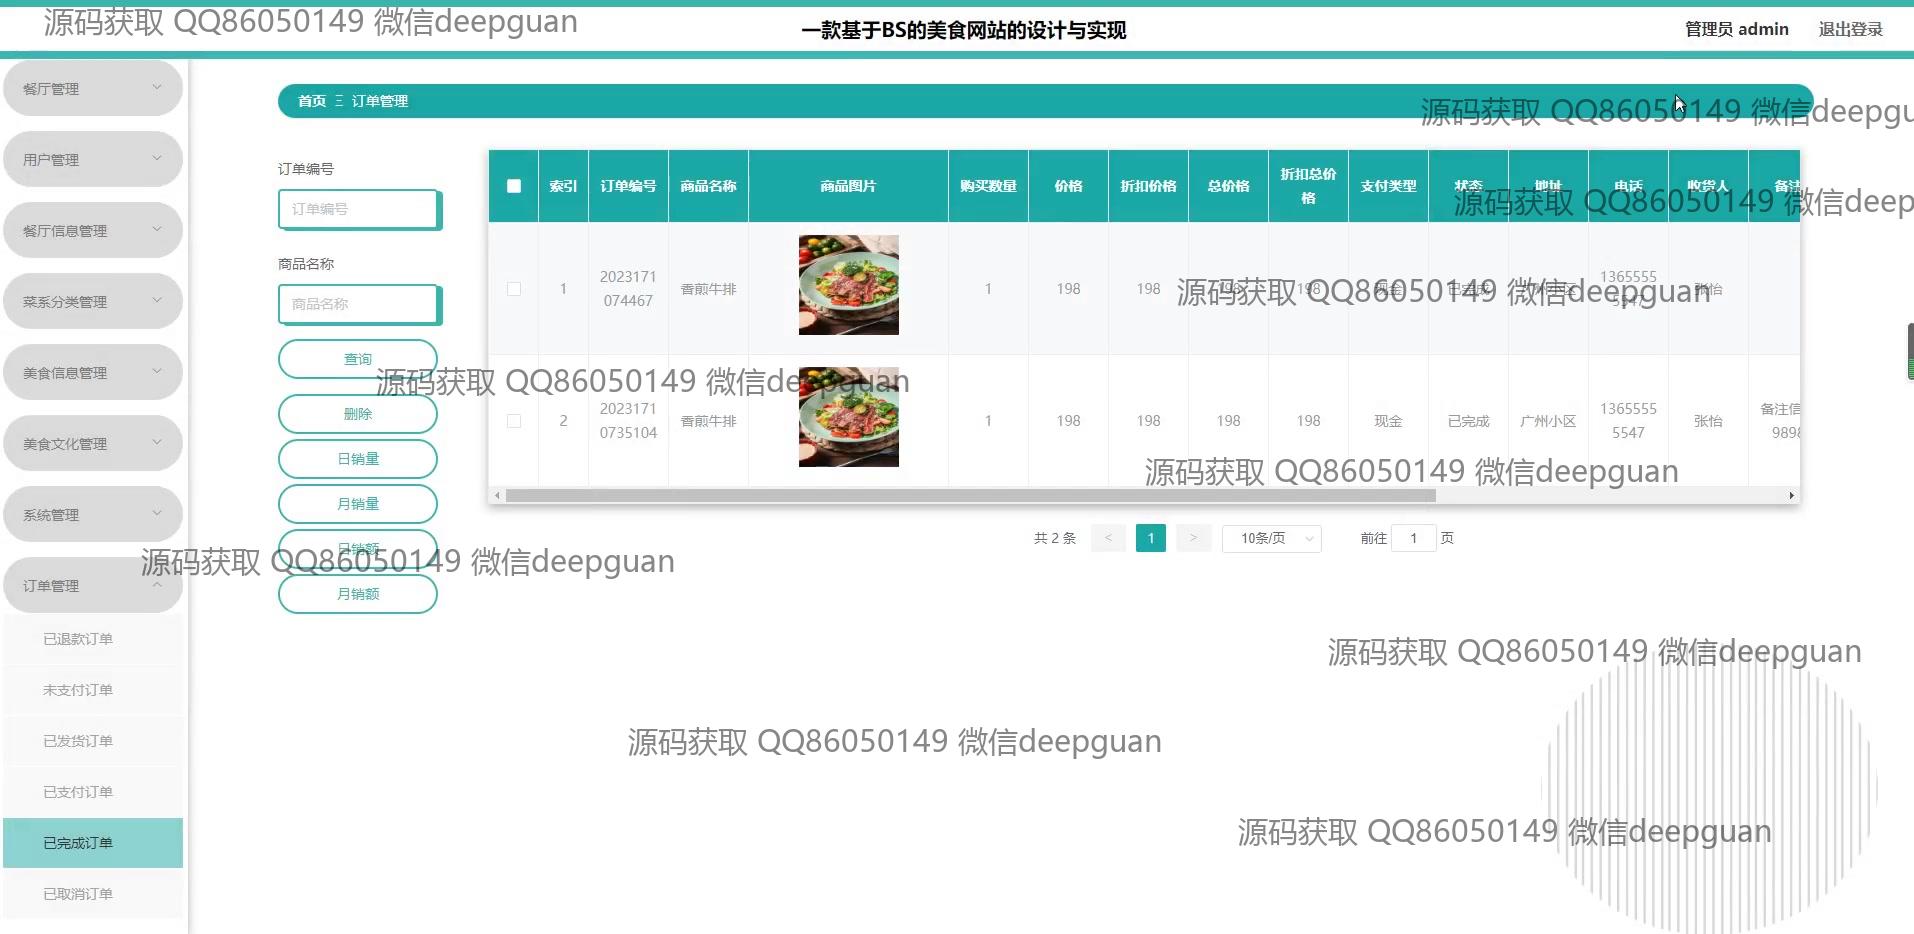 源码获取 QQ86050149 微信deepguan
一款基于BS的美食网站的设计与实现
管理员 admin
退出登录
餐厅管理
用户管理
餐厅信息管理
菜系分类管理
美食信息管理
美食文化管理
系统管理
订单管理
已退款订单
未支付订单
已发货订单
已支付订单
已完成订单
已取消订单
首页 三 订单管理
源码获取 QQ86050149 微信deepgu
订单编号
订单编号
商品名称
商品名称
查询
删除
日销量
月销量
日销额
月销额
索引 订单编号 商品名称 商品图片 购买数量 价格 折扣价格 总价格 折扣总价格 支付类型 状态 地址 电话 收货人 备注
源码获取 QQ86050149 微信deep
1 2023171074467 香煎牛排 1 198 198 198 198 现金 已完成 广州小区 13655555547 张怡
源码获取 QQ86050149 微信deepguan
源码获取 QQ86050149 微信deepguan
2 20231710735104 香煎牛排 1 198 198 198 198 现金 已完成 广州小区 13655555547 张怡 备注信 9898
源码获取 QQ86050149 微信deepguan
共 2 条 < 1 > 10条/页 前往 1 页
源码获取 QQ86050149 微信deepguan
源码获取 QQ86050149 微信deepguan
源码获取 QQ86050149 微信deepguan
源码获取 QQ86050149 微信deepguan